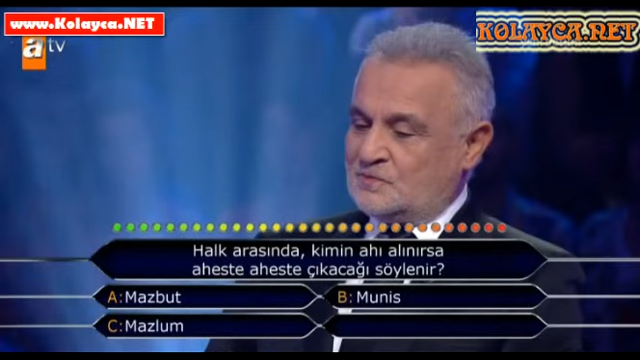 www.Kolayca.NET
KOLAYCA.NET
atv
Halk arasında, kimin ahı alınırsa
aheste aheste çıkacağı söylenir?
A: Mazbut
B: Munis
C: Mazlum